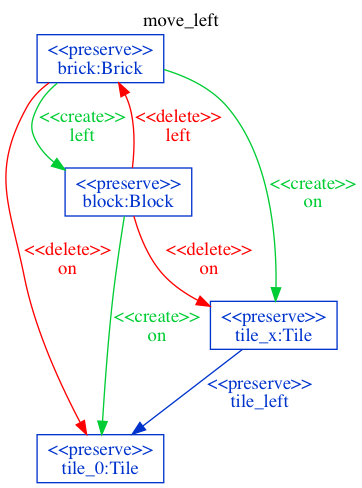 move_left
<<preserve>>
brick:Brick
<<create>>
left
<<delete>>
left
<<preserve>>
block:Block
<<create>>
on
<<delete>>
on
<<delete>>
on
<<create>>
on
<<preserve>>
tile_x:Tile
<<preserve>>
tile_left
<<preserve>>
tile_0:Tile